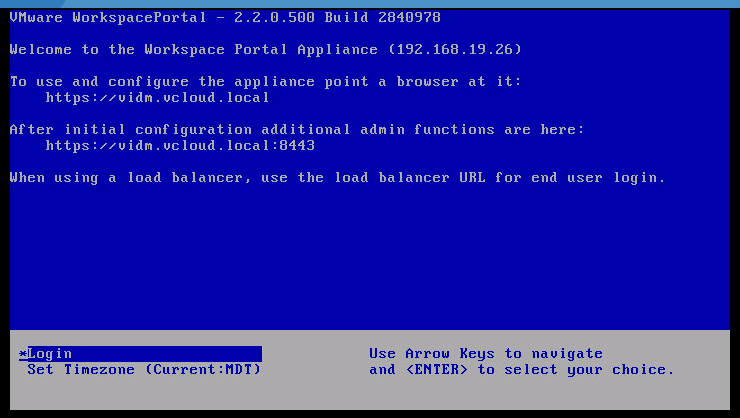 VMware WorkspacePortal - 2.2.0.500 Build 2840978
Welcome to the Workspace Portal Appliance (192.168.19.26)
To use and configure the appliance point a browser at it:
https://vidm.vcloud.local
After initial configuration additional admin functions are here:
https://vidm.vcloud.local:8443
When using a load balancer, use the load balancer URL for end user login.
*Login
Use Arrow Keys to navigate
Set Timezone (Current:MDT)
and <ENTER> to select your choice.